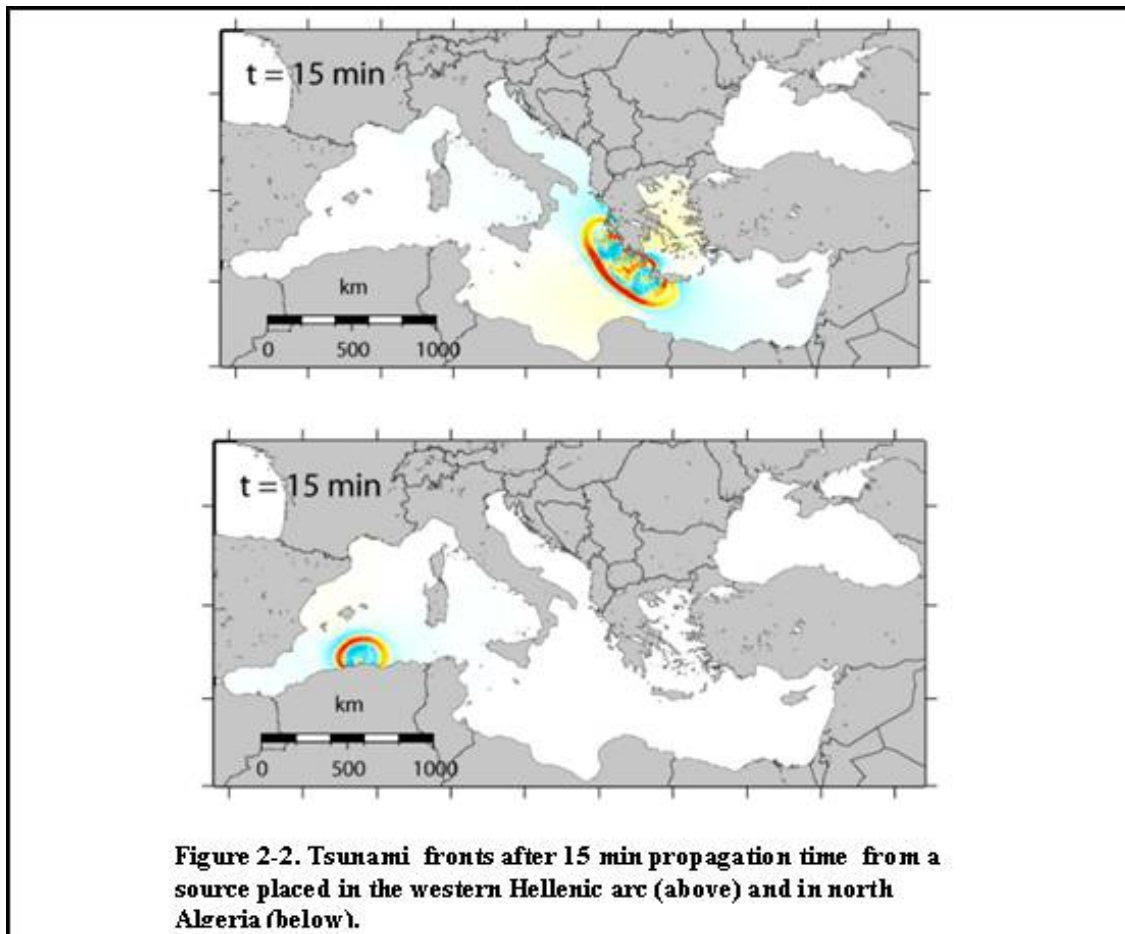 t = 15 min
km
0 500 1000
t = 15 min
km
0 500 1000
Figure 2-2. Tsunami fronts after 15 min propagation time from a
source placed in the western Hellenic arc (above) and in north
Algeria (below).